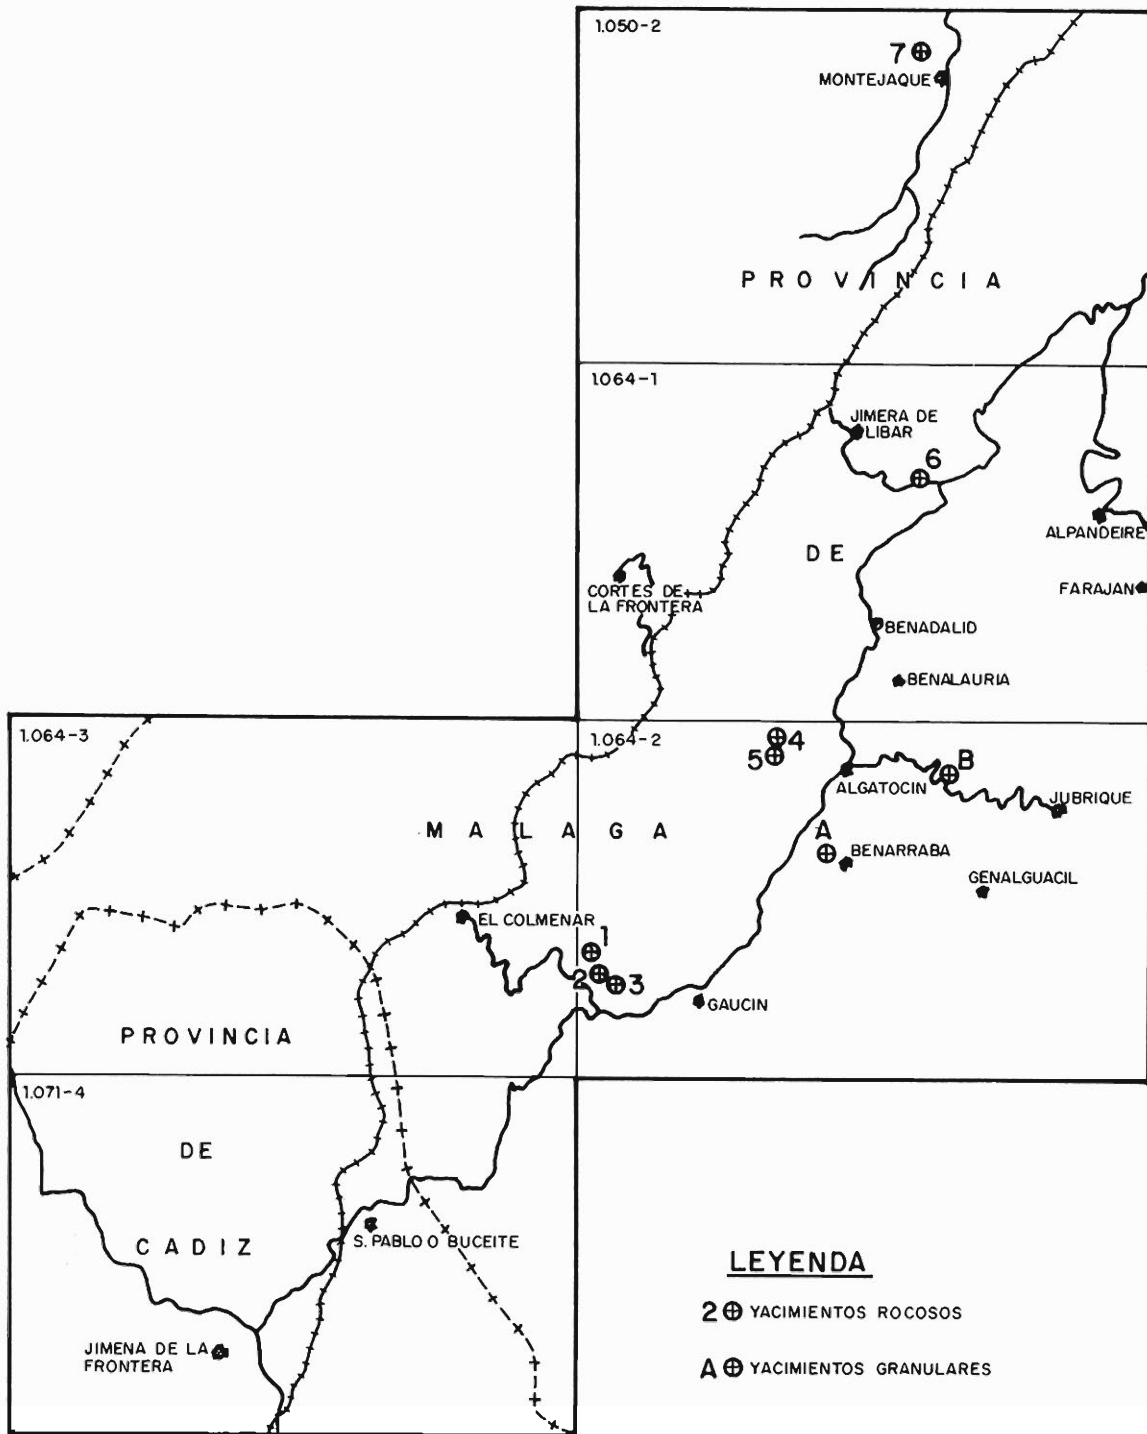 1.050-2
7
MONTEJAQUE
PROVINCIA
1.064-1
JIMERA DE
LIBAR
6
ALPANDEIRE
DE
CORTES DE
LA FRONTERA
FARAJAN
BENADALID
BENALAURIA
1.064-3
1.064-2
4
5
B
ALGATOCIN
JUBRIQUE
MALAGA
A
BENARRABA
GENALGUACIL
EL COLMENAR
1
2
3
GAUCIN
PROVINCIA
1.071-4
DE
CADIZ
S. PABLO O BUCEITE
JIMENA DE LA
FRONTERA
LEYENDA
2 YACIMIENTOS ROCOSOS
A YACIMIENTOS GRANULARES